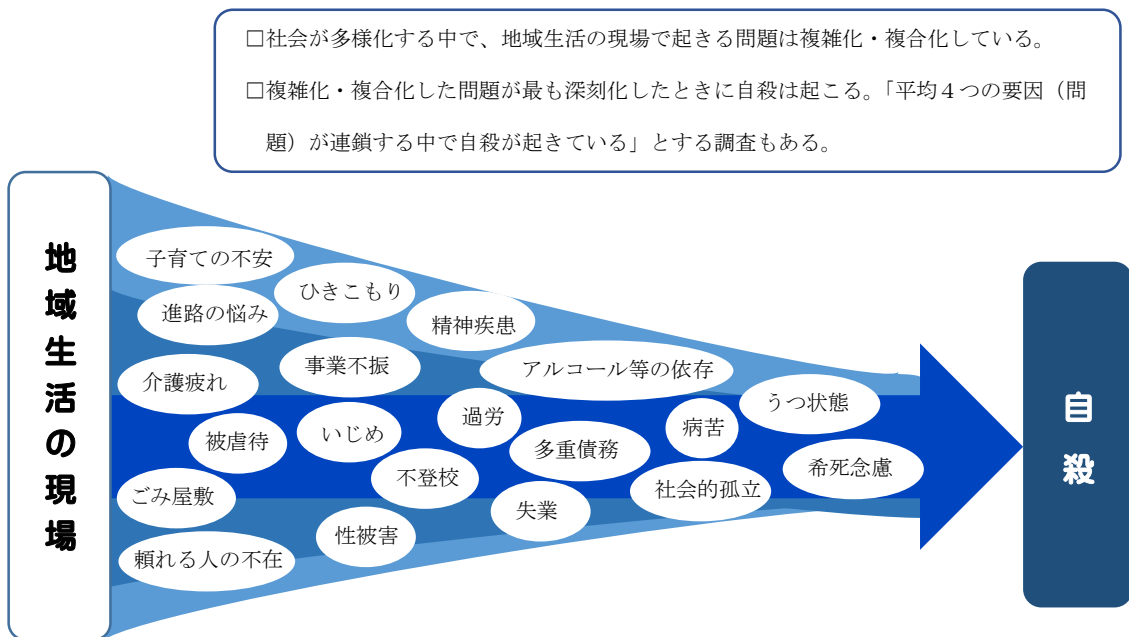 □社会が多様化する中で、地域生活の現場で起きる問題は複雑化・複合化している。
□複雑化・複合化した問題が最も深刻化したときに自殺は起こる。「平均４つの要因（問
題）が連鎖する中で自殺が起きている」とする調査もある。
地域生活の現場
子育ての不安
ひきこもり
進路の悩み
精神疾患
事業不振
アルコール等の依存
介護疲れ
うつ状態
過労
病苦
いじめ
被虐待
多重債務
希死念慮
不登校
社会的孤立
ごみ屋敷
失業
性被害
頼れる人の不在
自殺